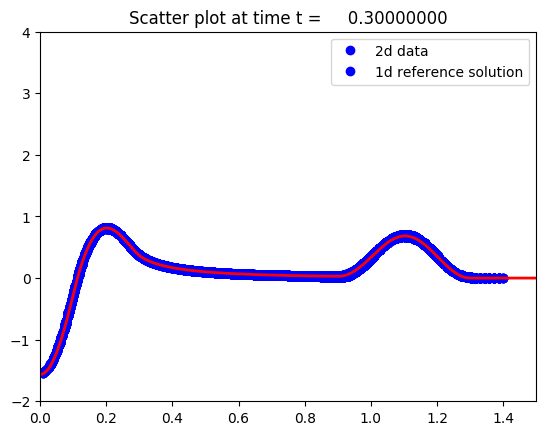 Scatter plot at time t =     0.30000000
4
3
2
1
0
−1
−2
2d data
1d reference solution
0.0 0.2 0.4 0.6 0.8 1.0 1.2 1.4